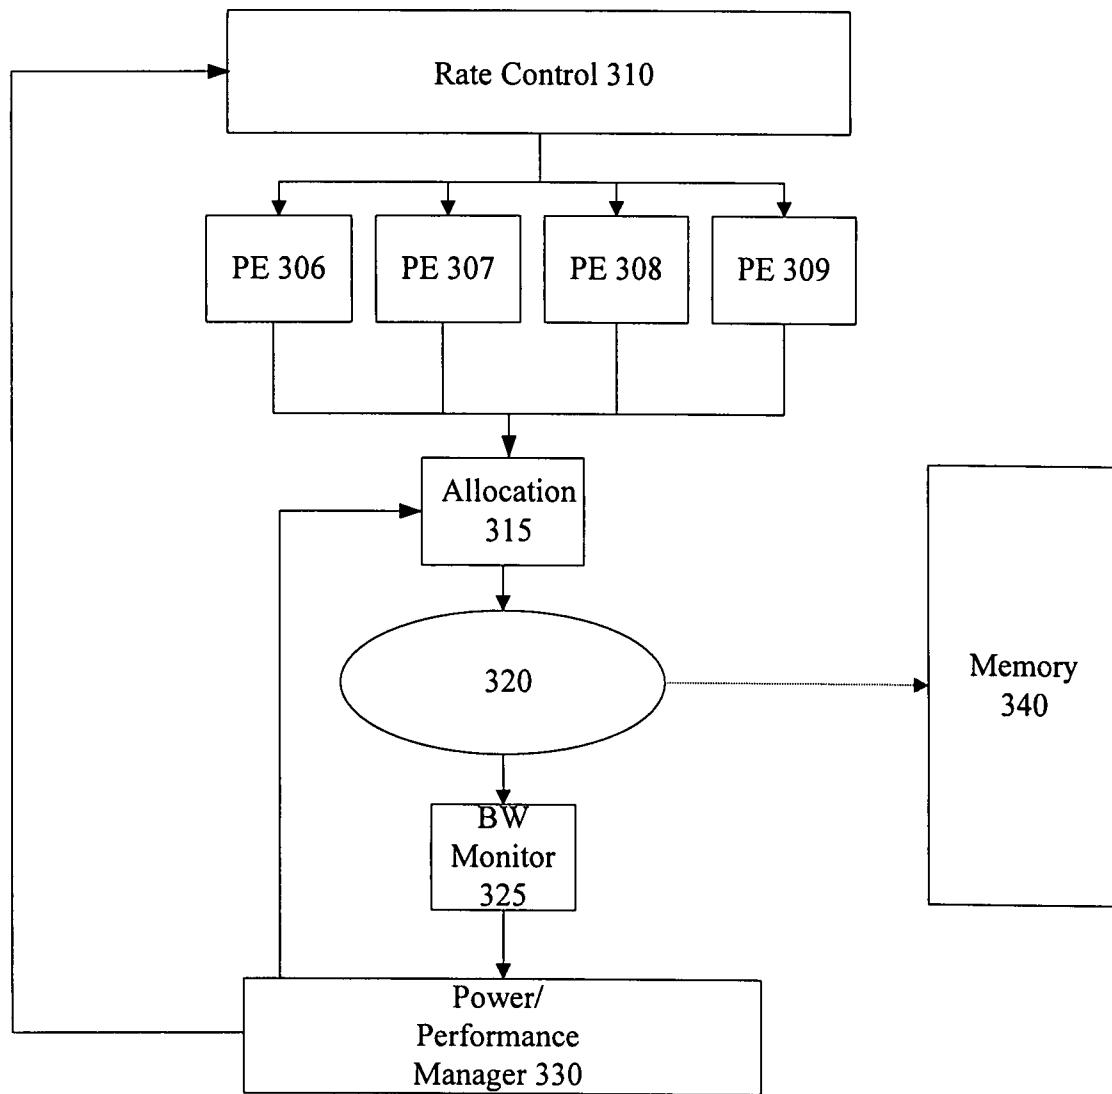 Rate Control 310
PE 306
PE 307
PE 308
PE 309
Allocation
315
320
Memory
340
BW
Monitor
325
Power/
Performance
Manager 330